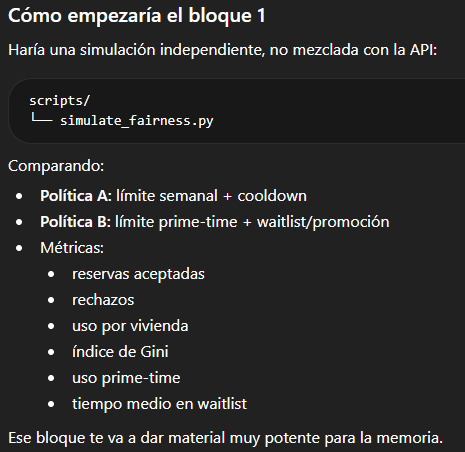 Cómo empezaría el bloque 1
Haría una simulación independiente, no mezclada con la API:
scripts/
└── simulate_fairness.py
Comparando:
• Política A: límite semanal + cooldown
• Política B: límite prime-time + waitlist/promoción
• Métricas:
• reservas aceptadas
• rechazos
• uso por vivienda
• índice de Gini
• uso prime-time
• tiempo medio en waitlist
Ese bloque te va a dar material muy potente para la memoria.